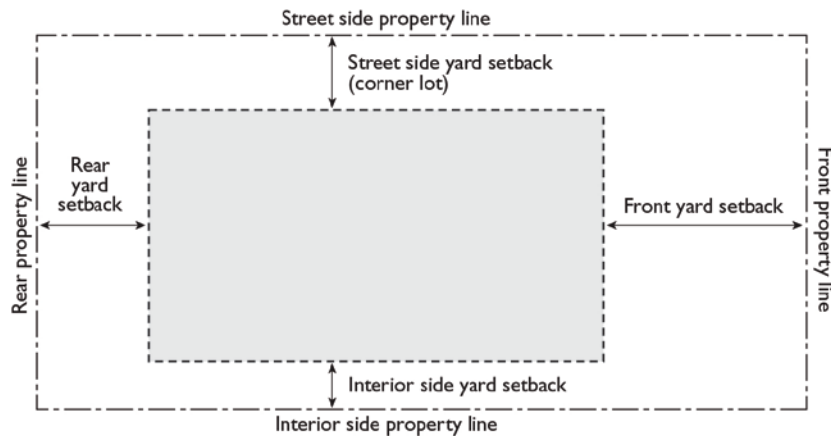 Street side property line
Street side yard setback
(corner lot)
Rear
yard
setback
Rear property line
Front yard setback
Front property line
Interior side yard setback
Interior side property line